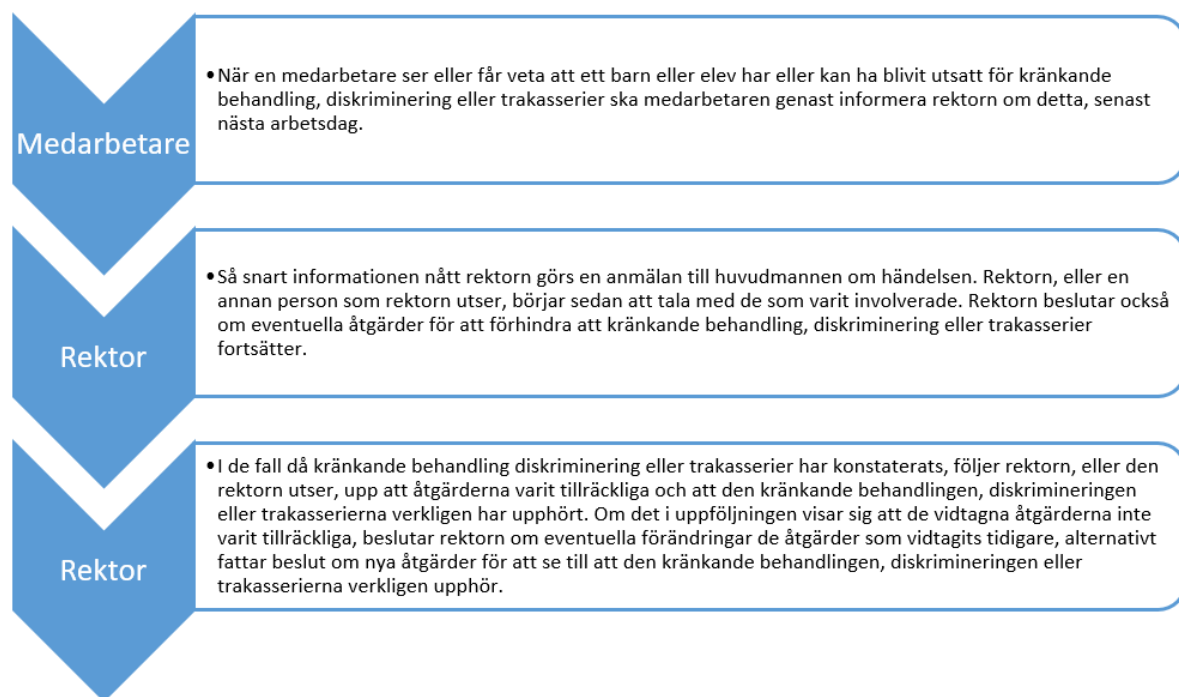 Medarbetare
•När en medarbetare ser eller får veta att ett barn eller elev har eller kan ha blivit utsatt för kränkande
behandling, diskriminering eller trakasserier ska medarbetaren genast informera rektorn om detta, senast
nästa arbetsdag.
Rektor
•Så snart informationen nått rektorn görs en anmälan till huvudmannen om händelsen. Rektorn, eller en
annan person som rektorn utser, börjar sedan att tala med de som varit involverade. Rektorn beslutar också
om eventuella åtgärder för att förhindra att kränkande behandling, diskriminering eller trakasserier
fortsätter.
Rektor
•I de fall då kränkande behandling diskriminering eller trakasserier har konstaterats, följer rektorn, eller den
rektorn utser, upp att åtgärderna varit tillräckliga och att den kränkande behandlingen, diskrimineringen
eller trakasserierna verkligen har upphört. Om det i uppföljningen visar sig att de vidtagna åtgärderna inte
varit tillräckliga, beslutar rektorn om eventuella förändringar de åtgärder som vidtagits tidigare, alternativt
fattar beslut om nya åtgärder för att se till att den kränkande behandlingen, diskrimineringen eller
trakasserierna verkligen upphör.